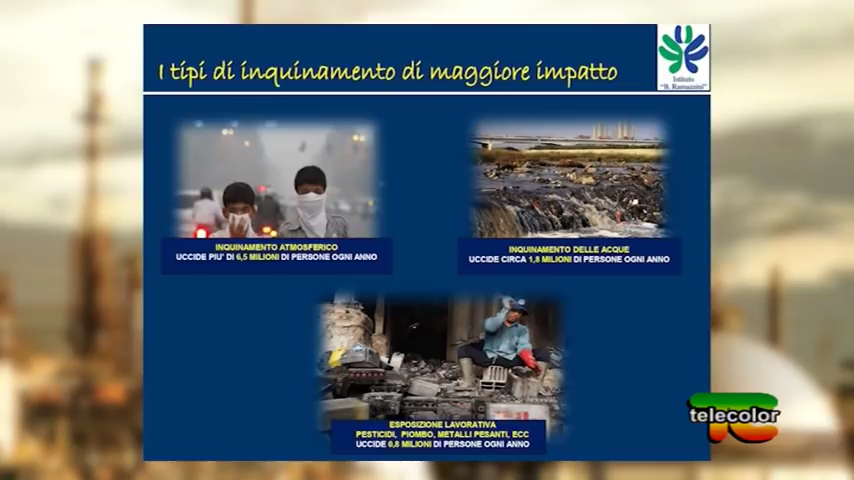 I tipi di inquinamento di maggiore impatto
Istituto
"B. Ramazzini"
INQUINAMENTO ATMOSFERICO
UCCIDE PIU' DI 6,5 MILIONI DI PERSONE OGNI ANNO
INQUINAMENTO DELLE ACQUE
UCCIDE CIRCA 1,8 MILIONI DI PERSONE OGNI ANNO
ESPOSIZIONE LAVORATIVA
PESTICIDI, PIOMBO, METALLI PESANTI, ECC
UCCIDE 0,8 MILIONI DI PERSONE OGNI ANNO
telecolor